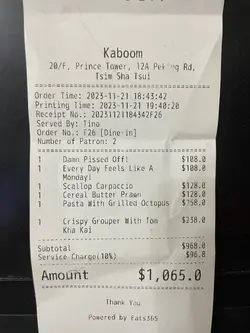 Kaboom
20/F, Prince Tower, 12A Peking Rd,
Tsim Sha Tsui
Order Time: 2023-11-21 18:43:42
Printing Time: 2023-11-21 19:40:20
Receipt No.: 20231121184342F26
Served By: Tino
Order No.: F26 [Dine-in]
Number of Patron: 2
1 Damn Pissed Off! $108.0
1 Every Day Feels Like A $108.0
Monday!
1 Scallop Carpaccio $128.0
1 Cereal Butter Prawn $128.0
1 Pasta With Grilled Octopus $258.0
1 Crispy Grouper With Tom $238.0
Kha Kai
Subtotal $968.0
Service Charge(10%) $96.8
Amount $1,065.0
Thank You
Powered by Eats365